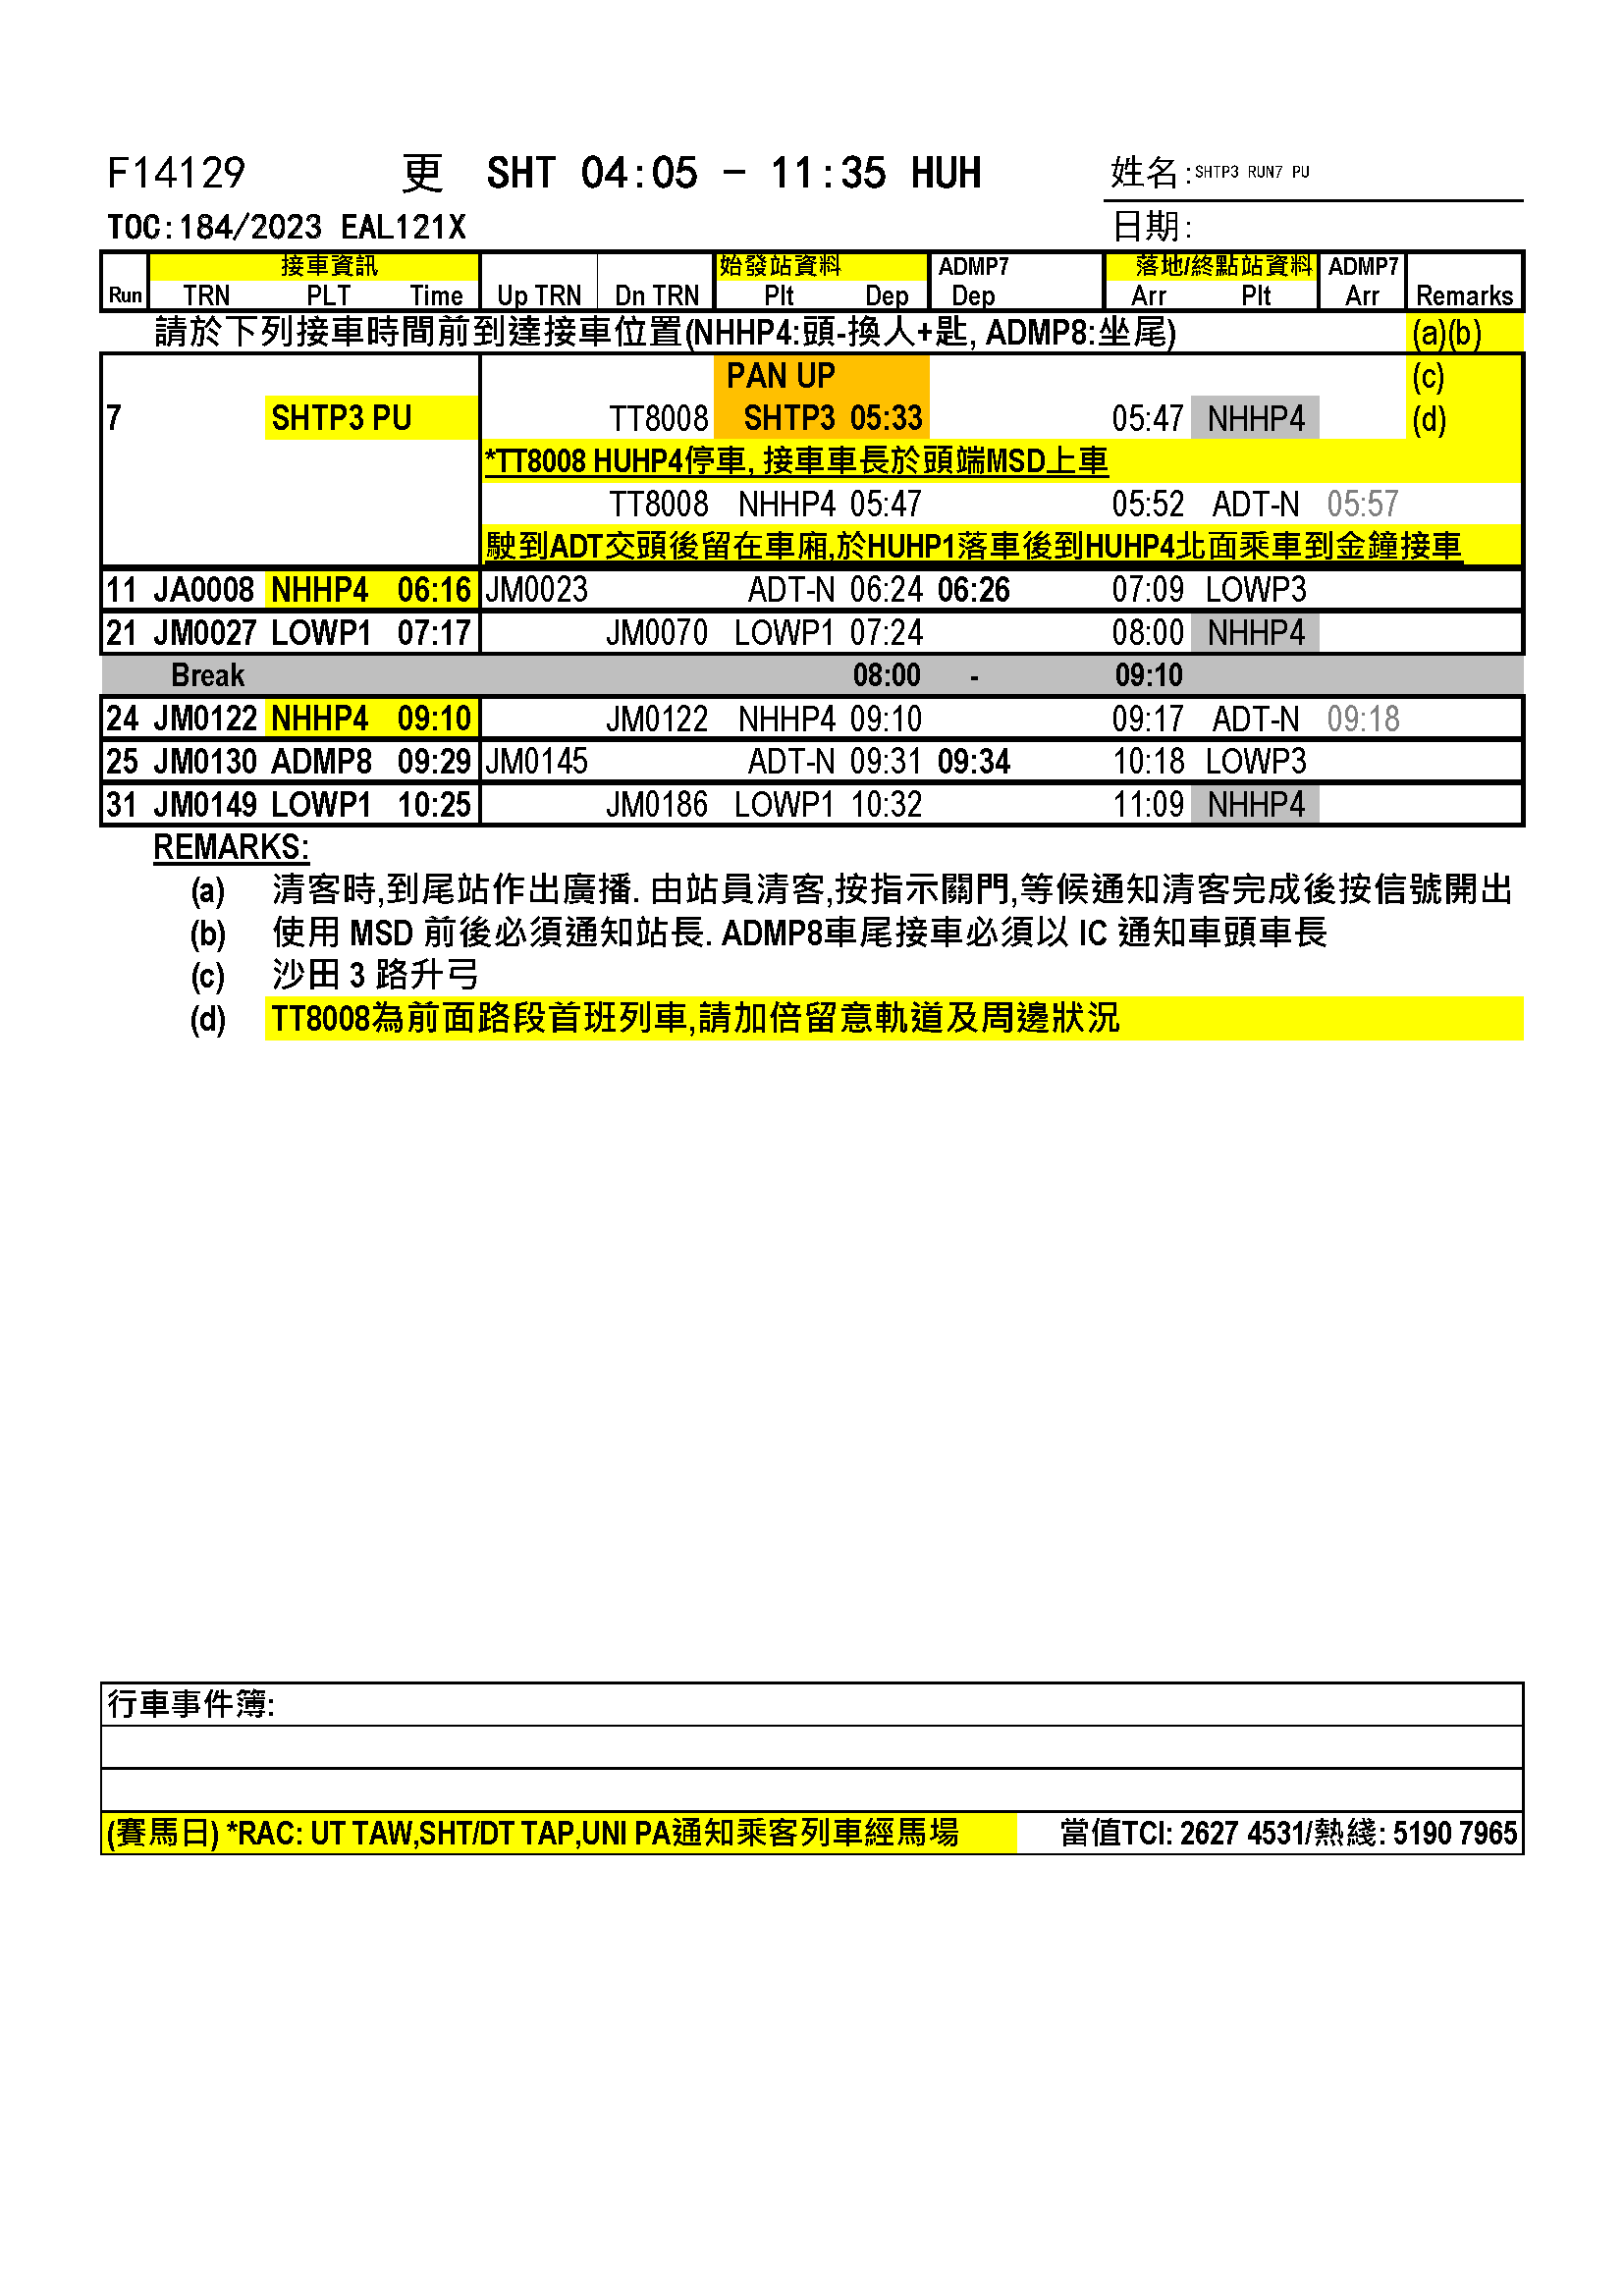 F14129 更 SHT 04:05 - 11:35 HUH 姓名:SHTP3 RUN7 PU
TOC:184/2023 EAL121X 日期:
接車資訊 始發站資料 ADMP7 落地/終點站資料 ADMP7
Run TRN PLT Time Up TRN Dn TRN Plt Dep Dep Arr Plt Arr Remarks
請於下列接車時間前到達接車位置(NHHP4:頭-換人+匙, ADMP8:坐尾) (a)(b)
PAN UP (c)
7 SHTP3 PU TT8008 SHTP3 05:33 05:47 NHHP4 (d)
*TT8008 HUHP4停車, 接車車長於頭端MSD上車
TT8008 NHHP4 05:47 05:52 ADT-N 05:57
駛到ADT交頭後留在車廂,於HUHP1落車後到HUHP4北面乘車到金鐘接車
11 JA0008 NHHP4 06:16 JM0023 ADT-N 06:24 06:26 07:09 LOWP3
21 JM0027 LOWP1 07:17 JM0070 LOWP1 07:24 08:00 NHHP4
Break 08:00 - 09:10
24 JM0122 NHHP4 09:10 JM0122 NHHP4 09:10 09:17 ADT-N 09:18
25 JM0130 ADMP8 09:29 JM0145 ADT-N 09:31 09:34 10:18 LOWP3
31 JM0149 LOWP1 10:25 JM0186 LOWP1 10:32 11:09 NHHP4
REMARKS:
(a) 清客時,到尾站作出廣播. 由站員清客,按指示關門,等候通知清客完成後按信號開出
(b) 使用 MSD 前後必須通知站長. ADMP8車尾接車必須以 IC 通知車頭車長
(c) 沙田 3 路升弓
(d) TT8008為前面路段首班列車,請加倍留意軌道及周邊狀況
行車事件簿:
(賽馬日) *RAC: UT TAW,SHT/DT TAP,UNI PA通知乘客列車經馬場 當值TCI: 2627 4531/熱綫: 5190 7965